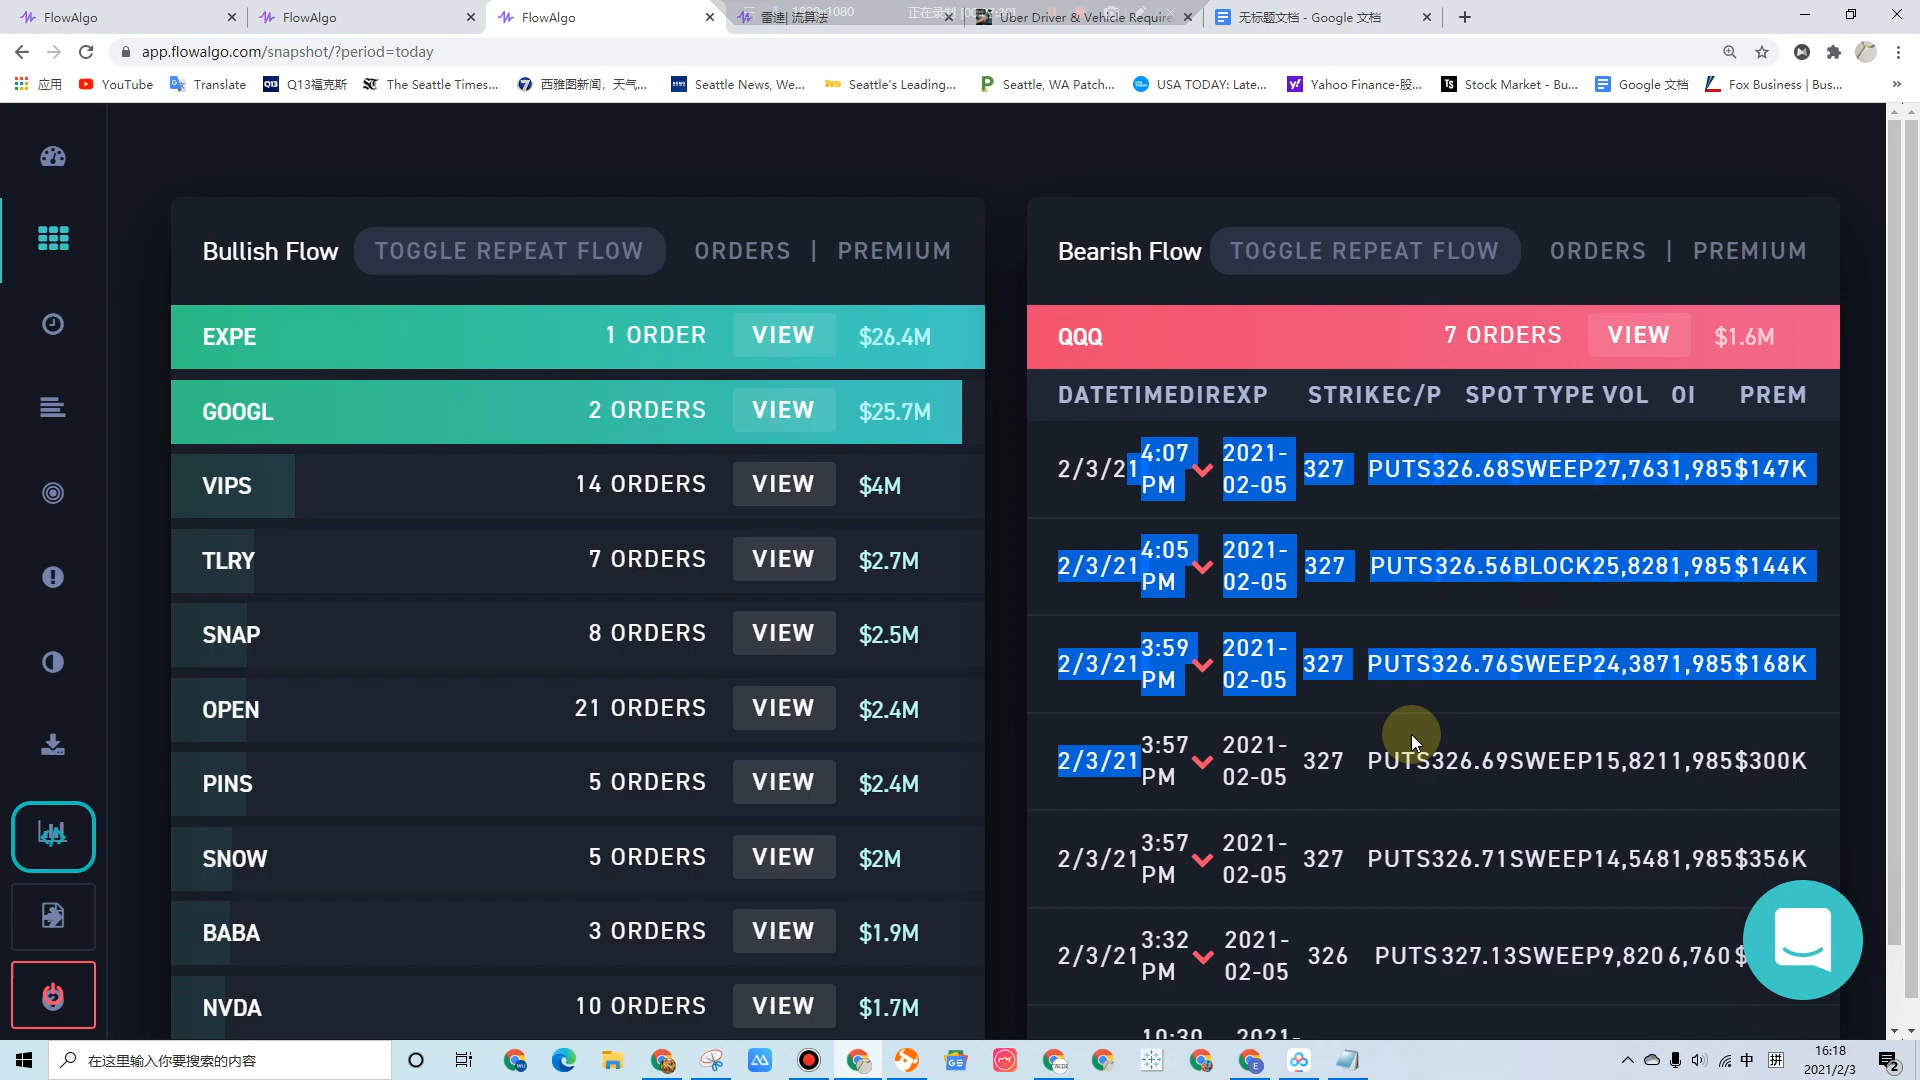 FlowAlgo
FlowAlgo
FlowAlgo
雷達| 流算法
Uber Driver & Vehicle Require
无标题文档 - Google 文档
app.flowalgo.com/snapshot/?period=today
应用
YouTube
Translate
Q13福克斯
The Seattle Times...
西雅图新闻，天气...
Seattle News, We...
Seattle's Leading...
Seattle, WA Patch...
USA TODAY: Late...
Yahoo Finance-股...
Stock Market - Bu...
Google 文档
Fox Business | Bus...
Bullish Flow TOGGLE REPEAT FLOW ORDERS | PREMIUM
EXPE 1 ORDER VIEW $26.4M
GOOGL 2 ORDERS VIEW $25.7M
VIPS 14 ORDERS VIEW $4M
TLRY 7 ORDERS VIEW $2.7M
SNAP 8 ORDERS VIEW $2.5M
OPEN 21 ORDERS VIEW $2.4M
PINS 5 ORDERS VIEW $2.4M
SNOW 5 ORDERS VIEW $2M
BABA 3 ORDERS VIEW $1.9M
NVDA 10 ORDERS VIEW $1.7M
Bearish Flow TOGGLE REPEAT FLOW ORDERS | PREMIUM
QQQ 7 ORDERS VIEW $1.6M
DATETIMEDIREXP STRIKEC/P SPOT TYPE VOL OI PREM
2/3/21 4:07 PM 2021-02-05 327 PUTS326.68SWEEP27,7631,985$147K
2/3/21 4:05 PM 2021-02-05 327 PUTS326.56BLOCK25,8281,985$144K
2/3/21 3:59 PM 2021-02-05 327 PUTS326.76SWEEP24,3871,985$168K
2/3/21 3:57 PM 2021-02-05 327 PUTS326.69SWEEP15,8211,985$300K
2/3/21 3:57 PM 2021-02-05 327 PUTS326.71SWEEP14,5481,985$356K
2/3/21 3:32 PM 2021-02-05 326 PUTS327.13SWEEP9,8206,760$
10:30 2021-
在这里输入你要搜索的内容
中
拼
16:18
2021/2/3
2